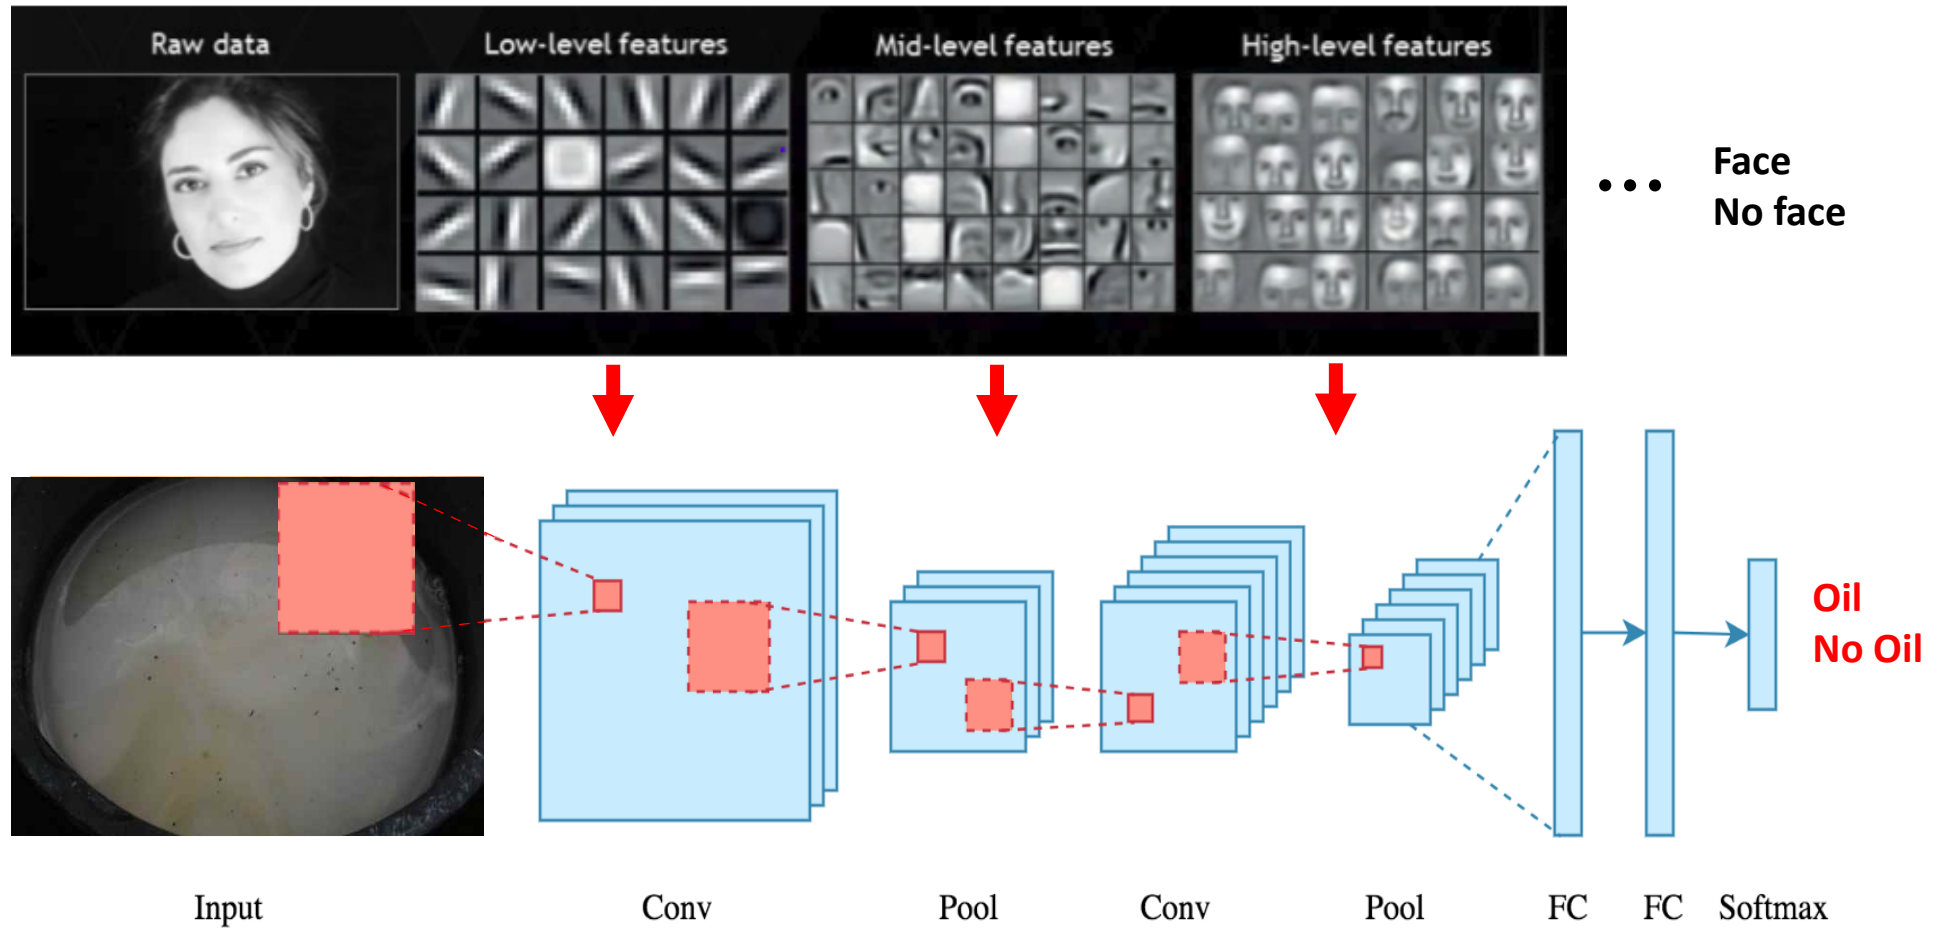 Raw data
Low-level features
Mid-level features
High-level features
...
Face
No face
Oil
No Oil
Input
Conv
Pool
Conv
Pool
FC
FC
Softmax